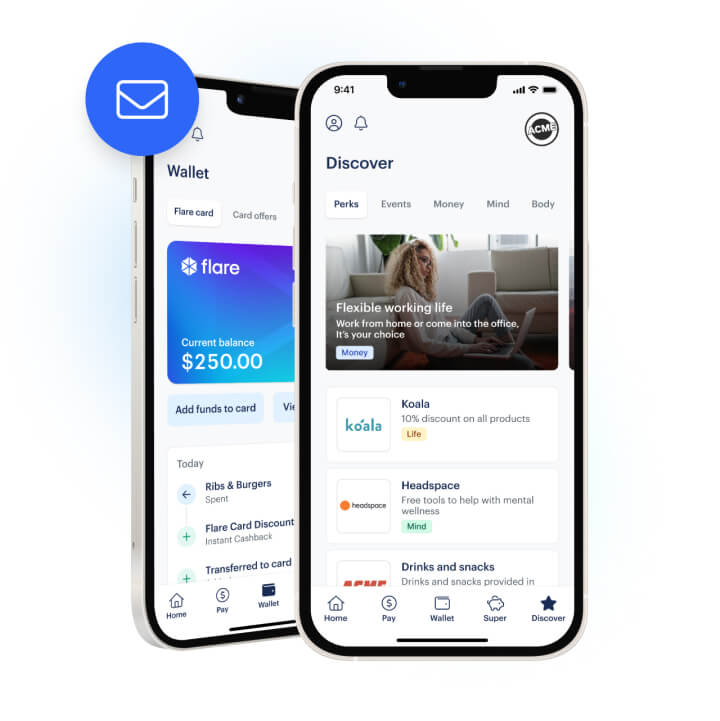 Wallet
Flare card
Card offers
flare
Current balance
$250.00
Add funds to card
Today
Ribs & Burgers
Spent
Flare Card Discount
Instant Cashback
Transferred to card
Home
Pay
Wallet
9:41
ACME
Discover
Perks
Events
Money
Mind
Body
Flexible working life
Work from home or come into the office,
It's your choice
Money
koala
Koala
10% discount on all products
Life
headspace
Headspace
Free tools to help with mental
wellness
Mind
ACME
Drinks and snacks
Drinks and snacks provided in
Home
Pay
Wallet
Super
Discover